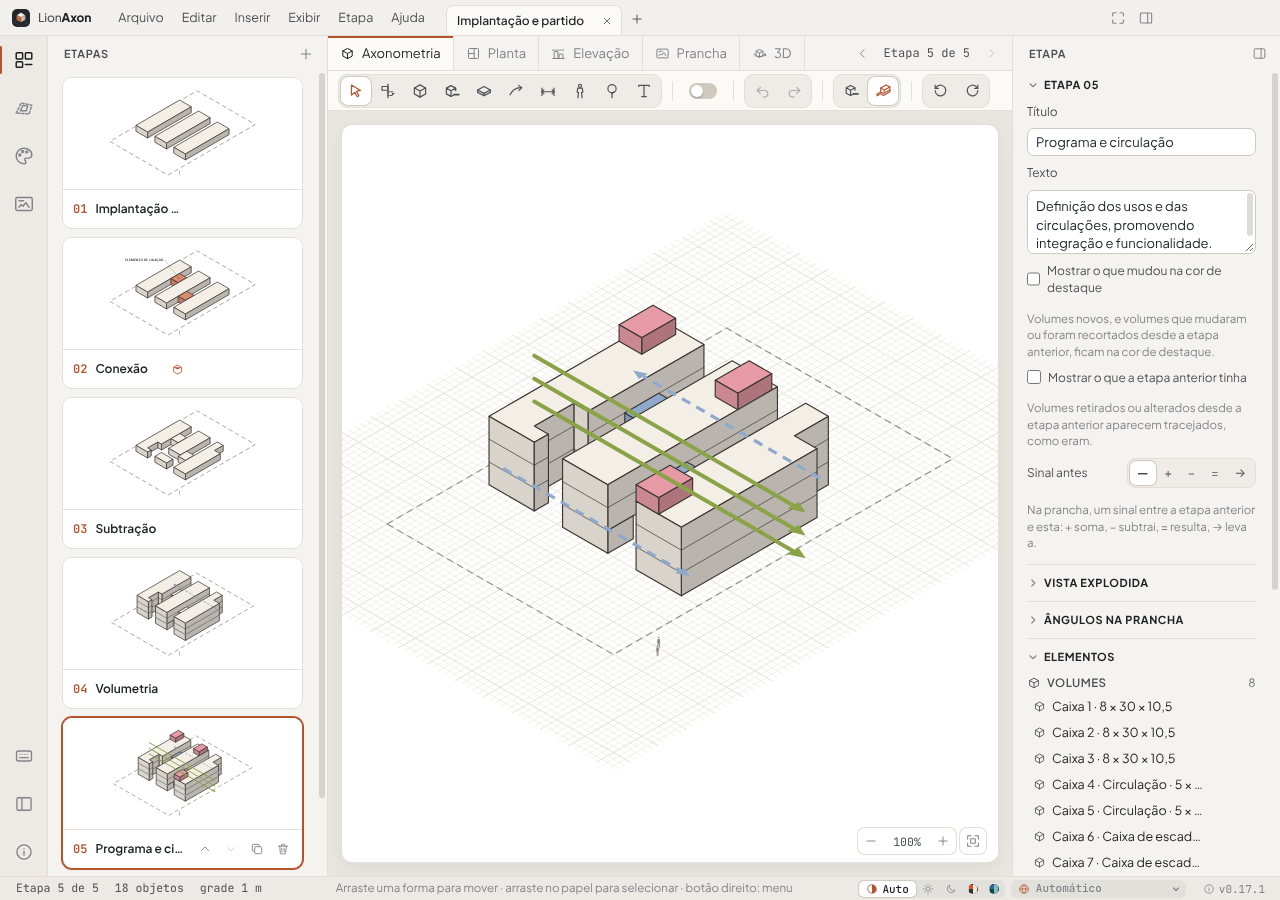 LionAxon
Arquivo Editar Inserir Exibir Etapa Ajuda
Implantação e partido
ETAPAS
01 Implantação …
ELEMENTO DE LIGAÇÃO
02 Conexão
03 Subtração
04 Volumetria
05 Programa e ci…
Axonometria Planta Elevação Prancha 3D
Etapa 5 de 5
100%
ETAPA
ETAPA 05
Título
Programa e circulação
Texto
Definição dos usos e das
circulações, promovendo
integração e funcionalidade.
Mostrar o que mudou na cor de
destaque
Volumes novos, e volumes que mudaram
ou foram recortados desde a etapa
anterior, ficam na cor de destaque.
Mostrar o que a etapa anterior tinha
Volumes retirados ou alterados desde a
etapa anterior aparecem tracejados,
como eram.
Sinal antes — + − = →
Na prancha, um sinal entre a etapa anterior
e esta: + soma, − subtrai, = resulta, → leva
a.
VISTA EXPLODIDA
ÂNGULOS NA PRANCHA
ELEMENTOS
VOLUMES 8
Caixa 1 · 8 × 30 × 10,5
Caixa 2 · 8 × 30 × 10,5
Caixa 3 · 8 × 30 × 10,5
Caixa 4 · Circulação · 5 × …
Caixa 5 · Circulação · 5 × …
Caixa 6 · Caixa de escad…
Caixa 7 · Caixa de escad…
Etapa 5 de 5 18 objetos grade 1 m
Arraste uma forma para mover · arraste no papel para selecionar · botão direito: menu
Auto
Automático
v0.17.1